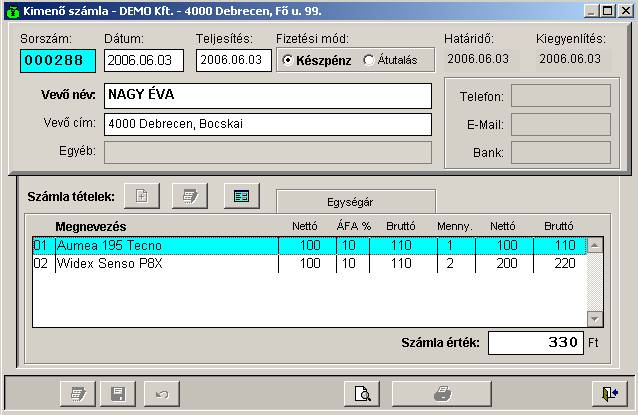 Kimenő számla - DEMO Kft. - 4000 Debrecen, Fő u. 99.
Sorszám: Dátum: Teljesítés: Fizetési mód: Határidő: Kiegyenlítés:
000288 2006.06.03 2006.06.03 Készpénz Átutalás 2006.06.03 2006.06.03
Vevő név: NAGY ÉVA Telefon:
Vevő cím: 4000 Debrecen, Bocskai E-Mail:
Egyéb: Bank:
Számla tételek: Egységár
Megnevezés Nettó ÁFA % Bruttó Menny. Nettó Bruttó
01 Aumea 195 Tecno 100 10 110 1 100 110
02 Widex Senso P8X 100 10 110 2 200 220
Számla érték: 330 Ft